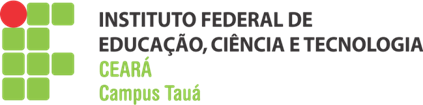 INSTITUTO FEDERAL DE
EDUCAÇÃO, CIÊNCIA E TECNOLOGIA
CEARÁ
Campus Tauá